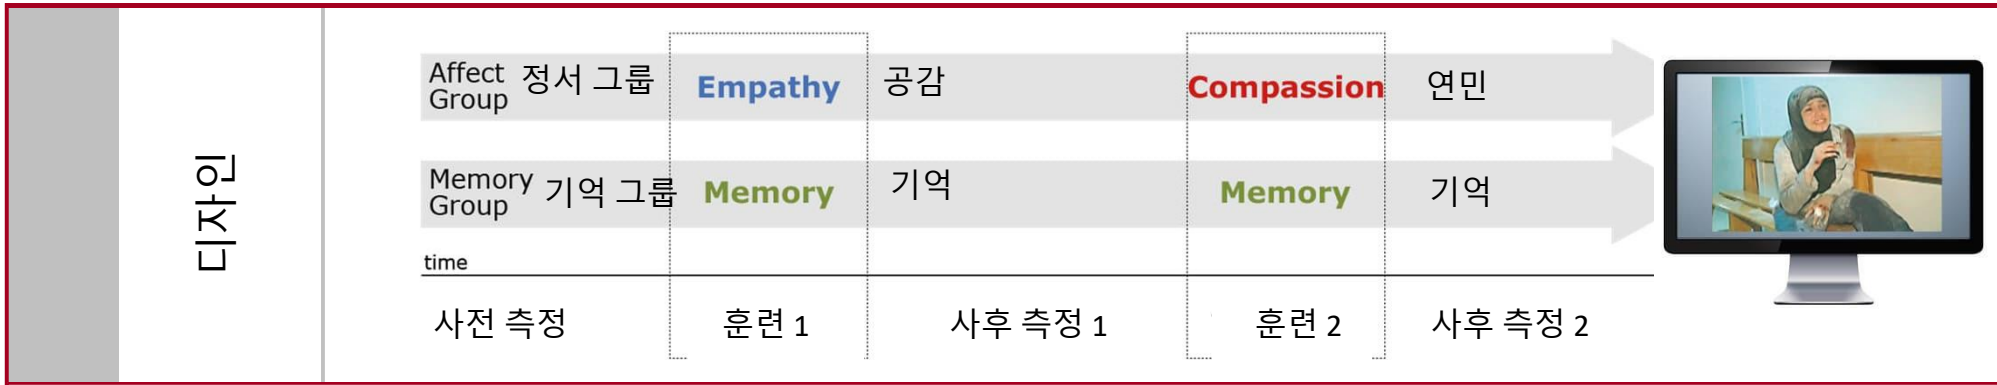 디자인
Affect Group 정서 그룹 Empathy 공감 Compassion 연민
Memory Group 기억 그룹 Memory 기억 Memory 기억
time
사전 측정 훈련 1 사후 측정 1 훈련 2 사후 측정 2